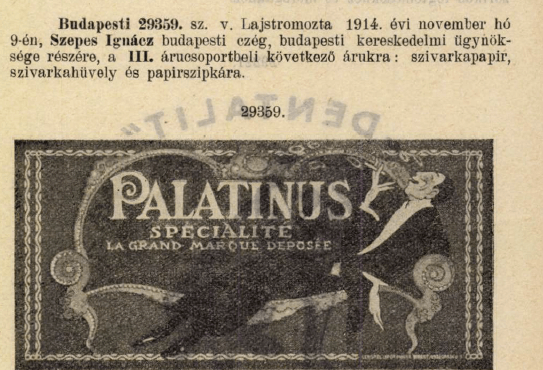 Budapesti 29359. sz. v. Lajstromozta 1914. évi november hó
9-én, Szepes Ignácz budapesti czég, budapesti kereskedelmi ügynök-
sége részére, a III. árucsoportbeli következő árukra: szivarkapapir,
szivarkahüvely és papirszipkára.
29359.
PALATINUS
SPÉCIALITÉ
LA GRAND MARQUE DEPOSÉE